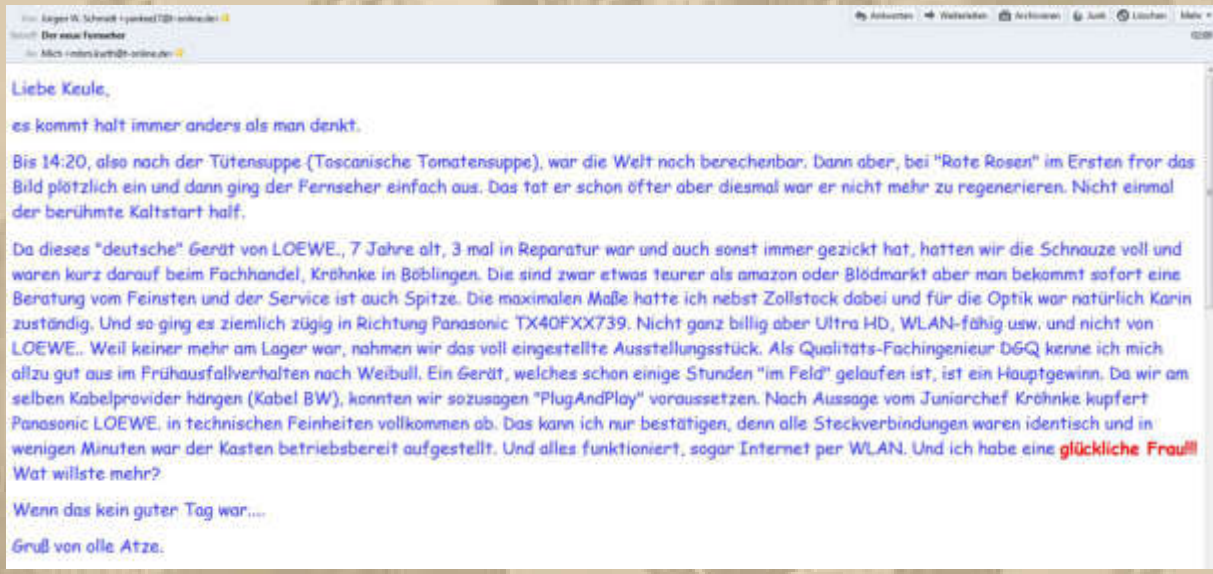 Jürgen W. Schmidt
Antworten Weiterleiten Archivieren Junk Löschen Mehr
Der neue Fernseher
Liebe Keule,
es kommt halt immer anders als man denkt.
Bis 14:20, also nach der Tütensuppe (Toscanische Tomatensuppe), war die Welt noch berechenbar. Dann aber, bei "Rote Rosen" im Ersten fror das
Bild plötzlich ein und dann ging der Fernseher einfach aus. Das tat er schon öfter aber diesmal war er nicht mehr zu regenerieren. Nicht einmal
der berühmte Kaltstart half.
Da dieses "deutsche" Gerät von LOEWE., 7 Jahre alt, 3 mal in Reparatur war und auch sonst immer gezickt hat, hatten wir die Schnauze voll und
waren kurz darauf beim Fachhandel, Kröhnke in Böblingen. Die sind zwar etwas teurer als amazon oder Blödmarkt aber man bekommt sofort eine
Beratung vom Feinsten und der Service ist auch Spitze. Die maximalen Maße hatte ich nebst Zollstock dabei und für die Optik war natürlich Karin
zuständig. Und so ging es ziemlich zügig in Richtung Panasonic TX40FXX739. Nicht ganz billig aber Ultra HD, WLAN-fähig usw. und nicht von
LOEWE.. Weil keiner mehr am Lager war, nahmen wir das voll eingestellte Ausstellungsstück. Als Qualitäts-Fachingenieur DGQ kenne ich mich
allzu gut aus im Frühausfallverhalten nach Weibull. Ein Gerät, welches schon einige Stunden "im Feld" gelaufen ist, ist ein Hauptgewinn. Da wir am
selben Kabelprovider hängen (Kabel BW), konnten wir sozusagen "PlugAndPlay" voraussetzen. Nach Aussage vom Juniorchef Kröhnke kupfert
Panasonic LOEWE. in technischen Feinheiten vollkommen ab. Das kann ich nur bestätigen, denn alle Steckverbindungen waren identisch und in
wenigen Minuten war der Kasten betriebsbereit aufgestellt. Und alles funktioniert, sogar Internet per WLAN. Und ich habe eine glückliche Frau!!!
Wat willste mehr?
Wenn das kein guter Tag war....
Gruß von olle Atze.